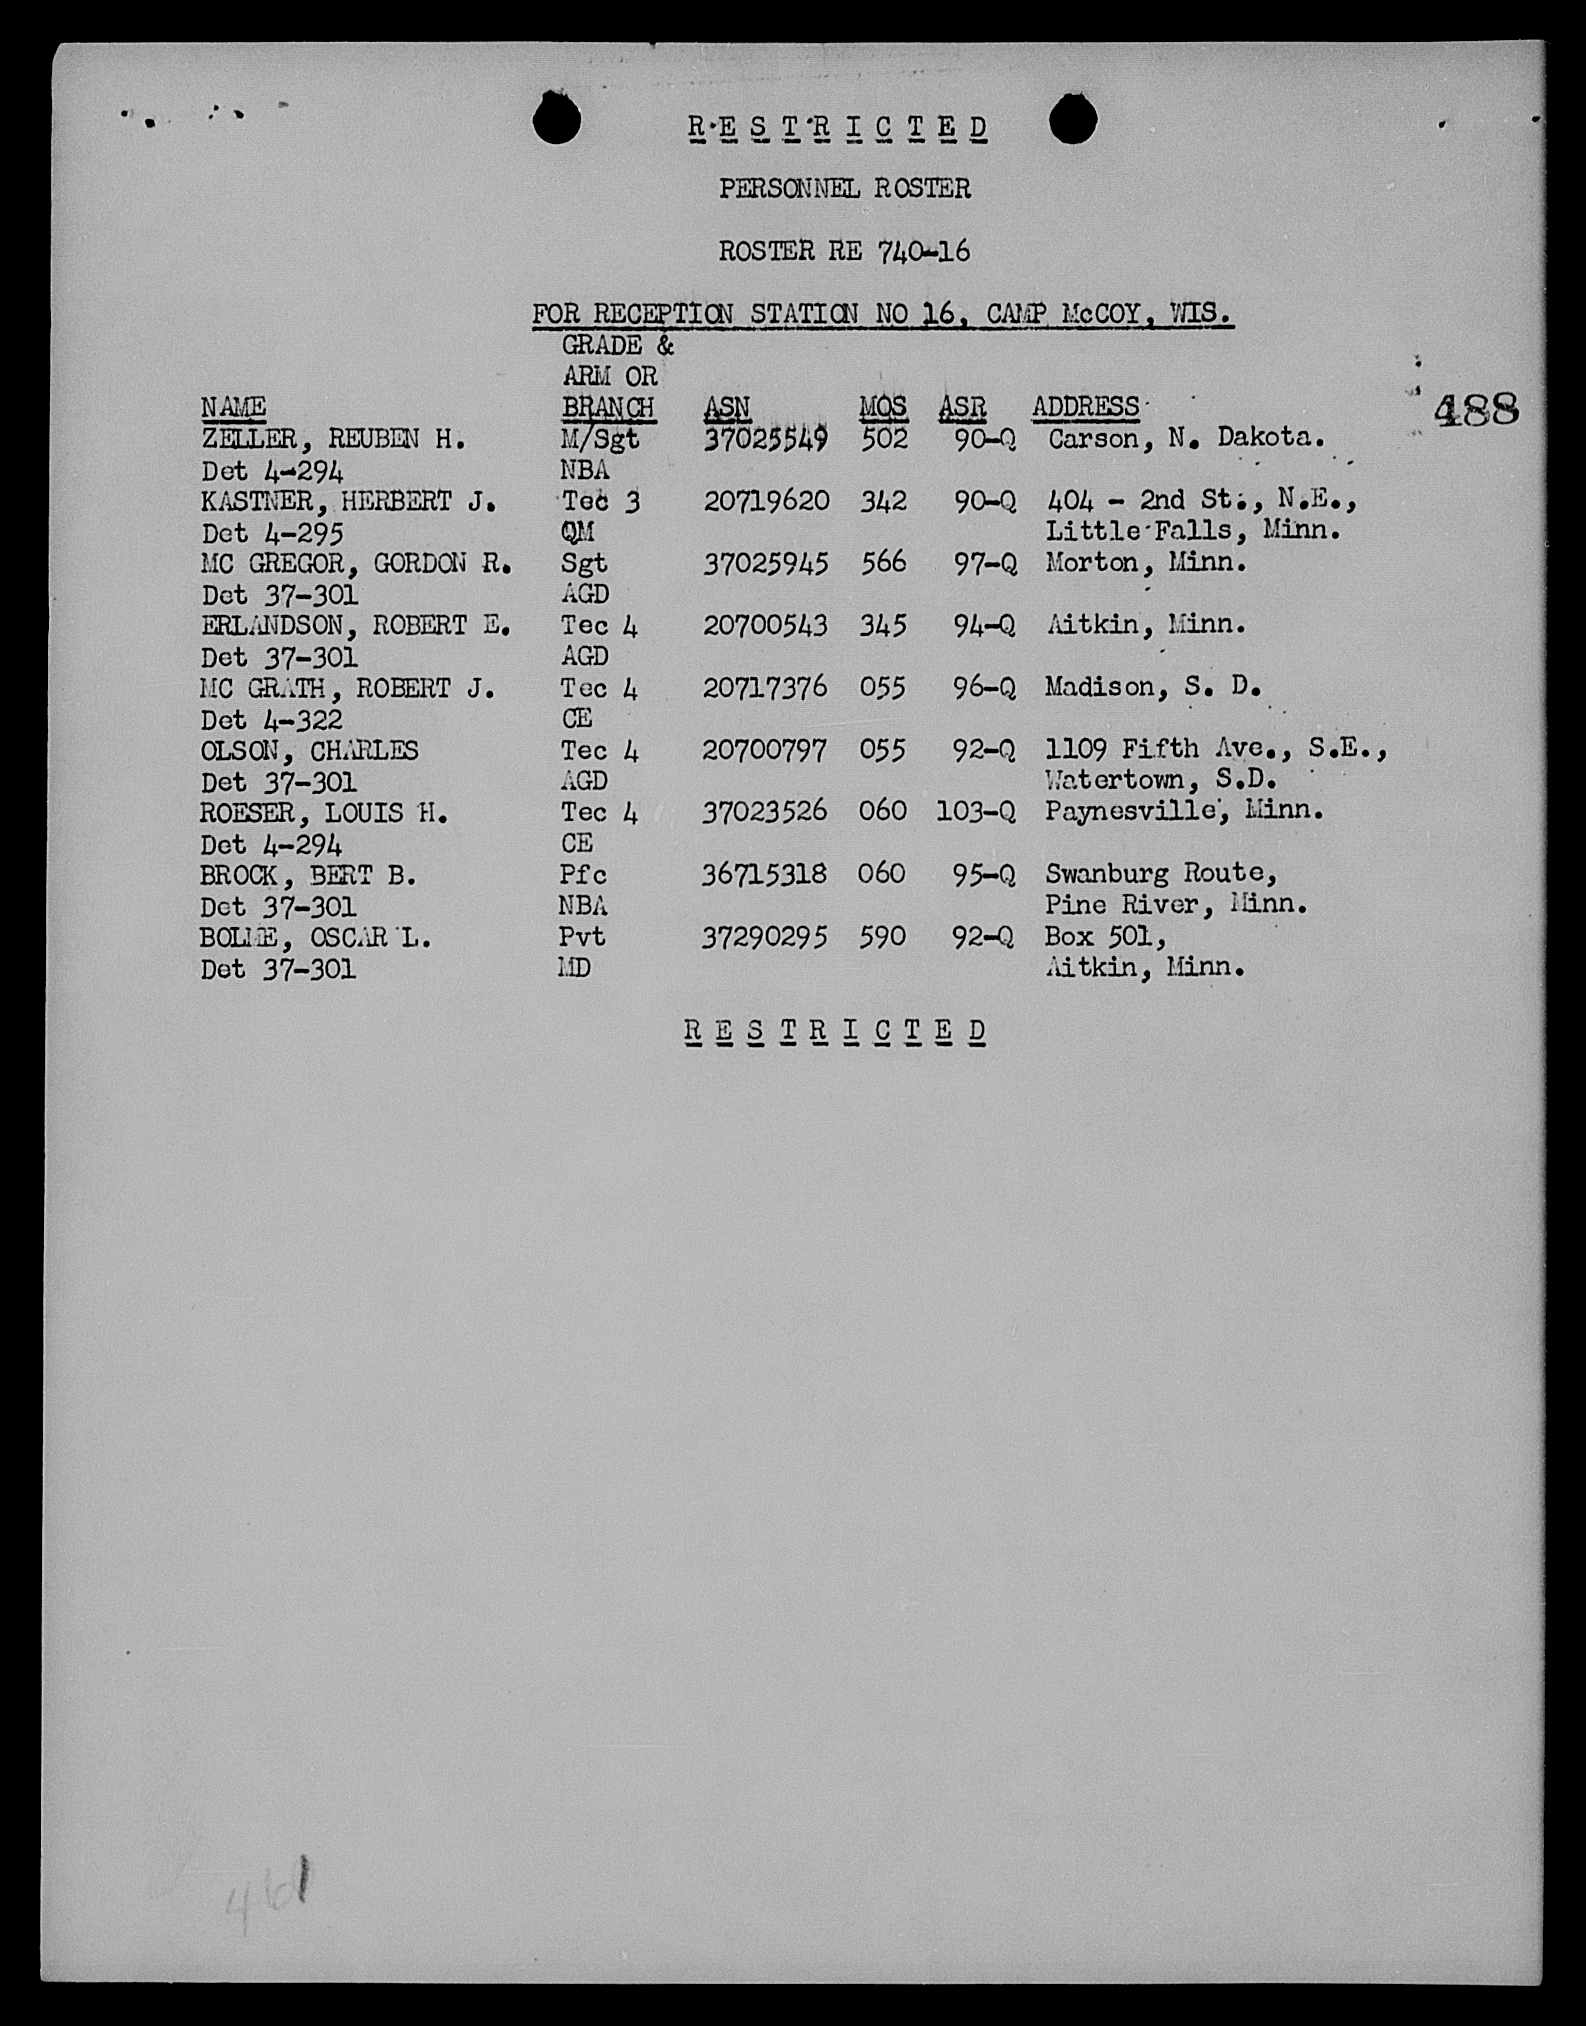 R E S T R I C T E D
PERSONNEL ROSTER
ROSTER RE 740-16
FOR RECEPTION STATION NO 16, CAMP McCOY, WIS.
GRADE &
ARM OR
NAME BRANCH ASN MOS ASR ADDRESS
488
ZELLER, REUBEN H. M/Sgt 37025549 502 90-Q Carson, N. Dakota.
Det 4-294 NBA
KASTNER, HERBERT J. Tec 3 20719620 342 90-Q 404 - 2nd St., N.E.,
Det 4-295 QM Little Falls, Minn.
MC GREGOR, GORDON R. Sgt 37025945 566 97-Q Morton, Minn.
Det 37-301 AGD
ERLANDSON, ROBERT E. Tec 4 20700543 345 94-Q Aitkin, Minn.
Det 37-301 AGD
MC GRATH, ROBERT J. Tec 4 20717376 055 96-Q Madison, S. D.
Det 4-322 CE
OLSON, CHARLES Tec 4 20700797 055 92-Q 1109 Fifth Ave., S.E.,
Det 37-301 AGD Watertown, S.D.
ROESER, LOUIS H. Tec 4 37023526 060 103-Q Paynesville, Minn.
Det 4-294 CE
BROCK, BERT B. Pfc 36715318 060 95-Q Swanburg Route,
Det 37-301 NBA Pine River, Minn.
BOLME, OSCAR L. Pvt 37290295 590 92-Q Box 501,
Det 37-301 MD Aitkin, Minn.
R E S T R I C T E D